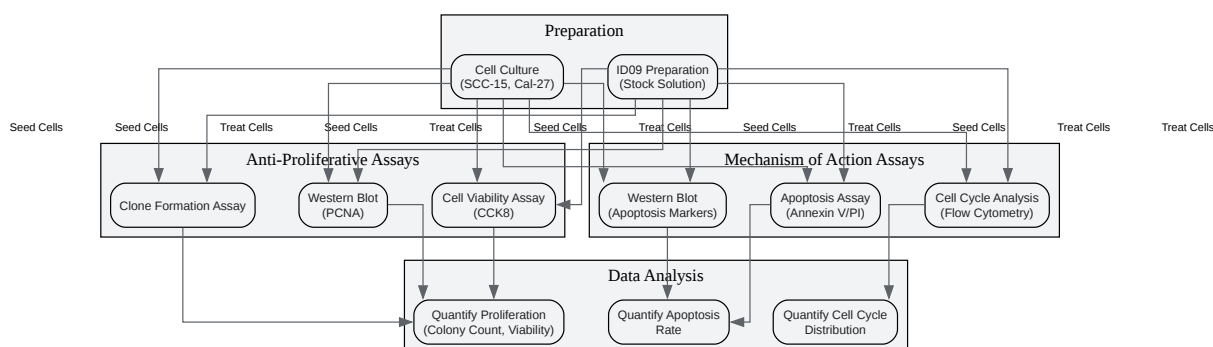 Preparation
Cell Culture
(SCC-15, Cal-27)
ID09 Preparation
(Stock Solution)
Seed Cells
Seed Cells
Treat Cells
Seed Cells
Treat Cells
Seed Cells
Treat Cells
Seed Cells
Treat Cells
Seed Cells
Treat Cells
Treat Cells
Anti-Proliferative Assays
Mechanism of Action Assays
Clone Formation Assay
Western Blot
(PCNA)
Cell Viability Assay
(CCK8)
Western Blot
(Apoptosis Markers)
Apoptosis Assay
(Annexin V/PI)
Cell Cycle Analysis
(Flow Cytometry)
Data Analysis
Quantify Proliferation
(Colony Count, Viability)
Quantify Apoptosis
Rate
Quantify Cell Cycle
Distribution